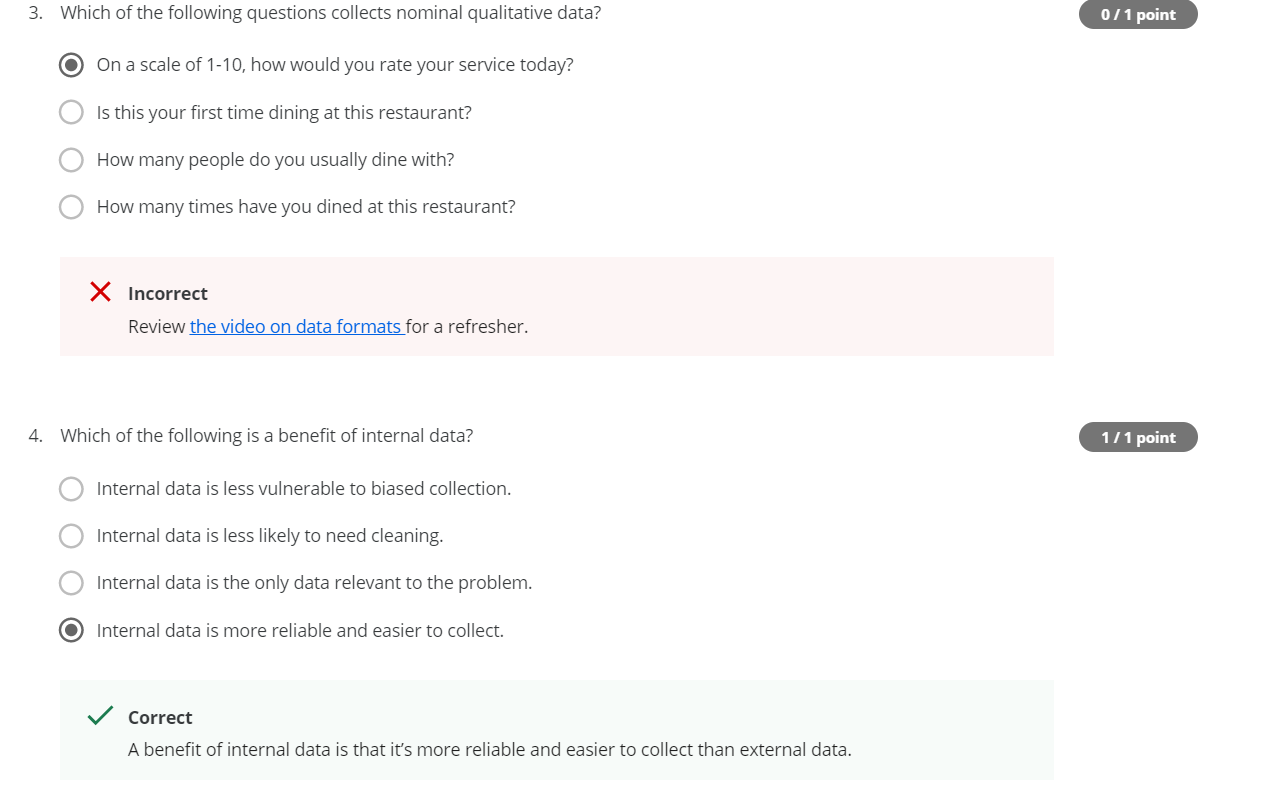 3. Which of the following questions collects nominal qualitative data?
0 / 1 point
On a scale of 1-10, how would you rate your service today?
Is this your first time dining at this restaurant?
How many people do you usually dine with?
How many times have you dined at this restaurant?
Incorrect
Review the video on data formats for a refresher.
4. Which of the following is a benefit of internal data?
1 / 1 point
Internal data is less vulnerable to biased collection.
Internal data is less likely to need cleaning.
Internal data is the only data relevant to the problem.
Internal data is more reliable and easier to collect.
Correct
A benefit of internal data is that it’s more reliable and easier to collect than external data.